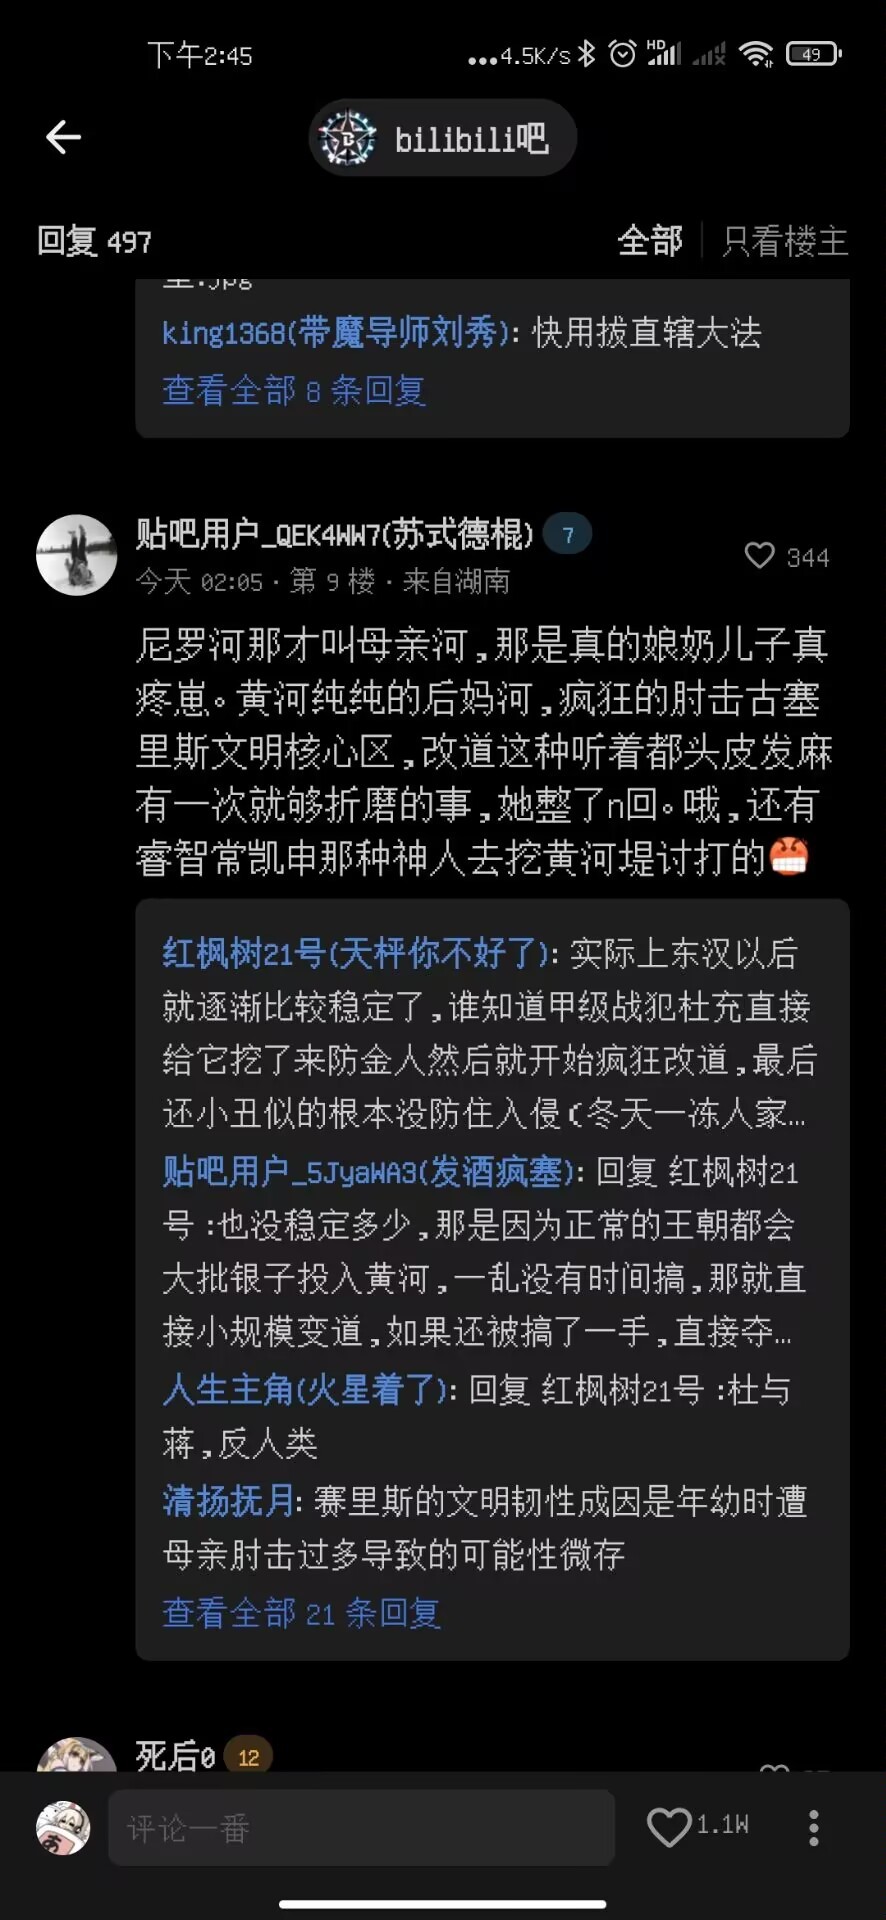 下午2:45
...4.5K/s
HD
49
bilibili吧
回复 497
全部
只看楼主
king1368(带魔导师刘秀): 快用拔直辖大法
查看全部 8 条回复
贴吧用户_QEK4WW7(苏式德棍) 7
344
今天 02:05 · 第 9 楼 · 来自湖南
尼罗河那才叫母亲河,那是真的娘奶儿子真
疼崽。黄河纯纯的后妈河,疯狂的肘击古塞
里斯文明核心区,改道这种听着都头皮发麻
有一次就够折磨的事,她整了n回。哦,还有
睿智常凯申那种神人去挖黄河堤讨打的
红枫树21号(天枰你不好了): 实际上东汉以后
就逐渐比较稳定了,谁知道甲级战犯杜充直接
给它挖了来防金人然后就开始疯狂改道,最后
还小丑似的根本没防住入侵(冬天一冻人家...
贴吧用户_5JyaWA3(发酒疯塞): 回复 红枫树21
号 :也没稳定多少,那是因为正常的王朝都会
大批银子投入黄河,一乱没有时间搞,那就直
接小规模变道,如果还被搞了一手,直接夺...
人生主角(火星着了): 回复 红枫树21号 :杜与
蒋,反人类
清扬抚月: 赛里斯的文明韧性成因是年幼时遭
母亲肘击过多导致的可能性微存
查看全部 21 条回复
死后0 12
评论一番
1.1W